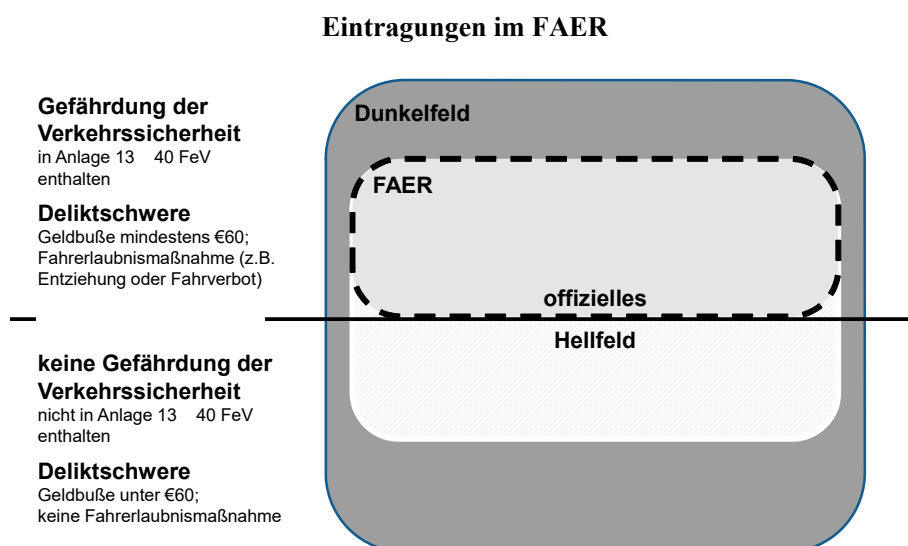 Eintragungen im FAER
Gefährdung der
Verkehrssicherheit
in Anlage 13 40 FeV
enthalten
Deliktschwere
Geldbuße mindestens €60;
Fahrerlaubnismaßnahme (z.B.
Entziehung oder Fahrverbot)
keine Gefährdung der
Verkehrssicherheit
nicht in Anlage 13 40 FeV
enthalten
Deliktschwere
Geldbuße unter €60;
keine Fahrerlaubnismaßnahme
Dunkelfeld
FAER
offizielles
Hellfeld